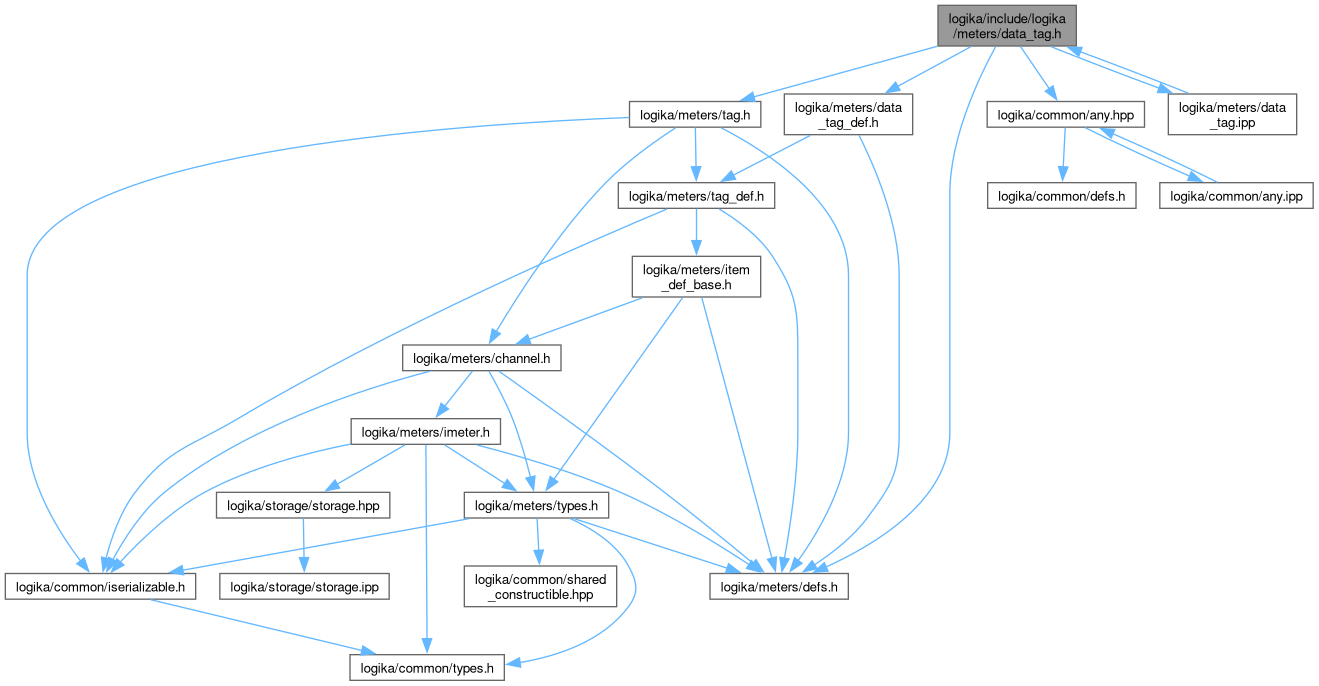 logika/include/logika
/meters/data_tag.h
logika/meters/tag.h
logika/meters/data
_tag_def.h
logika/common/any.hpp
logika/meters/data
_tag.ipp
logika/meters/tag_def.h
logika/common/defs.h
logika/common/any.ipp
logika/meters/item
_def_base.h
logika/meters/channel.h
logika/meters/imeter.h
logika/storage/storage.hpp
logika/meters/types.h
logika/common/iserializable.h
logika/storage/storage.ipp
logika/common/shared
_constructible.hpp
logika/meters/defs.h
logika/common/types.h